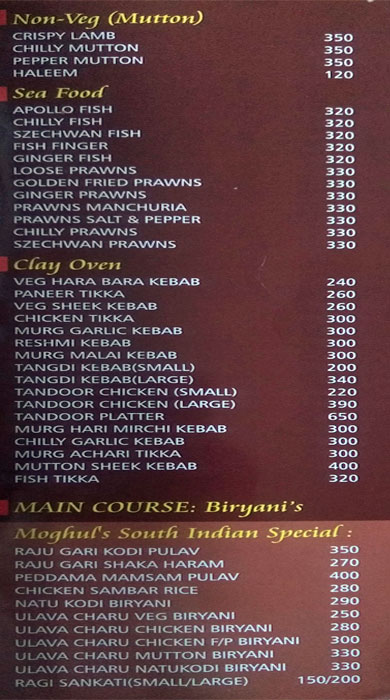 Non-Veg (Mutton)
CRISPY LAMB 350
CHILLY MUTTON 350
PEPPER MUTTON 350
HALEEM 120
Sea Food
APOLLO FISH 320
CHILLY FISH 320
SZECHWAN FISH 320
FISH FINGER 320
GINGER FISH 320
LOOSE PRAWNS 330
GOLDEN FRIED PRAWNS 330
GINGER PRAWNS 330
PRAWNS MANCHURIA 330
PRAWNS SALT & PEPPER 330
CHILLY PRAWNS 330
SZECHWAN PRAWNS 330
Clay Oven
VEG HARA BARA KEBAB 240
PANEER TIKKA 260
VEG SHEEK KEBAB 260
CHICKEN TIKKA 300
MURG GARLIC KEBAB 300
RESHMI KEBAB 300
MURG MALAI KEBAB 300
TANGDI KEBAB(SMALL) 200
TANGDI KEBAB(LARGE) 340
TANDOOR CHICKEN (SMALL) 220
TANDOOR CHICKEN (LARGE) 390
TANDOOR PLATTER 650
MURG HARI MIRCHI KEBAB 300
CHILLY GARLIC KEBAB 300
MURG ACHARI TIKKA 300
MUTTON SHEEK KEBAB 400
FISH TIKKA 320
MAIN COURSE: Biryani's
Moghul's South Indian Special :
RAJU GARI KODI PULAV 350
RAJU GARI SHAKA HARAM 270
PEDDAMA MAMSAM PULAV 400
CHICKEN SAMBAR RICE 280
NATU KODI BIRYANI 290
ULAVA CHARU VEG BIRYANI 250
ULAVA CHARU CHICKEN BIRYANI 280
ULAVA CHARU CHICKEN F/P BIRYANI 300
ULAVA CHARU MUTTON BIRYANI 330
ULAVA CHARU NATUKODI BIRYANI 330
RAGI SANKATI(SMALL/LARGE) 150/200